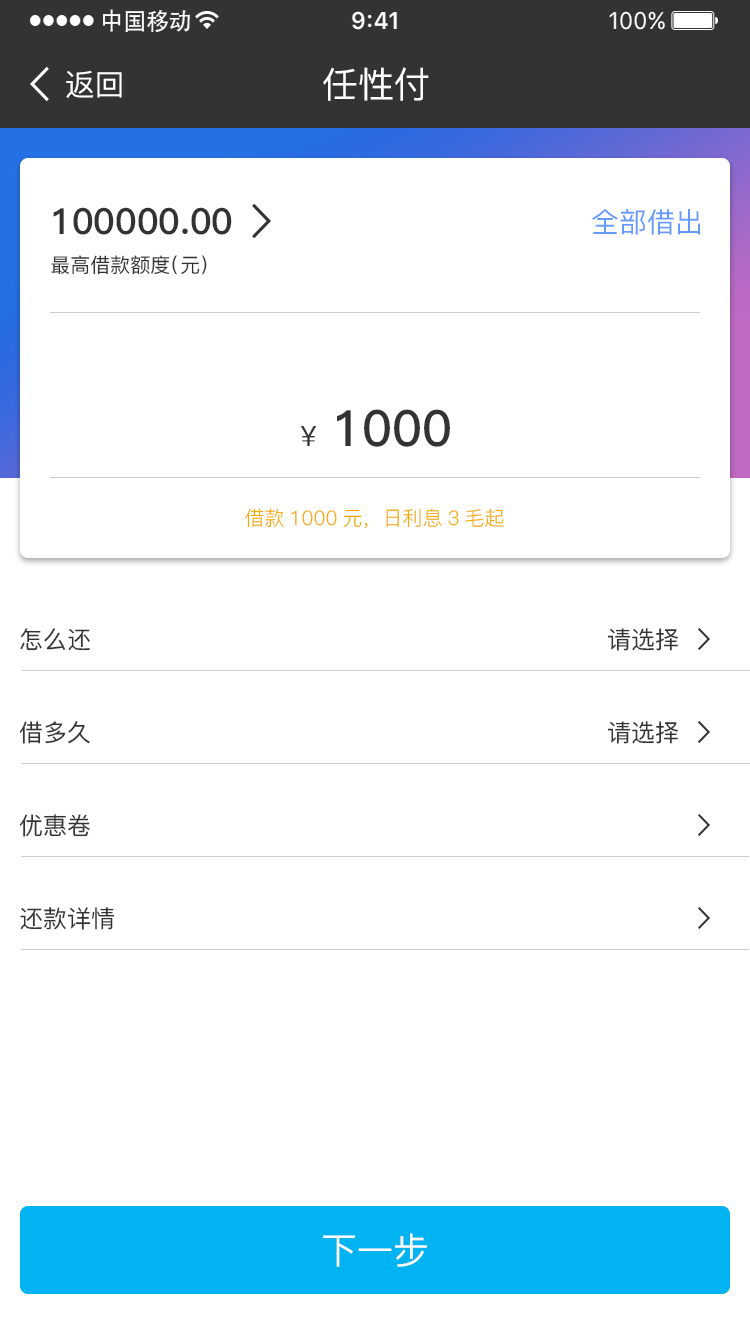 中国移动 9:41 100%
返回 任性付
100000.00 全部借出
最高借款额度(元)
¥ 1000
借款 1000 元，日利息 3 毛起
怎么还 请选择
借多久 请选择
优惠卷
还款详情
下一步